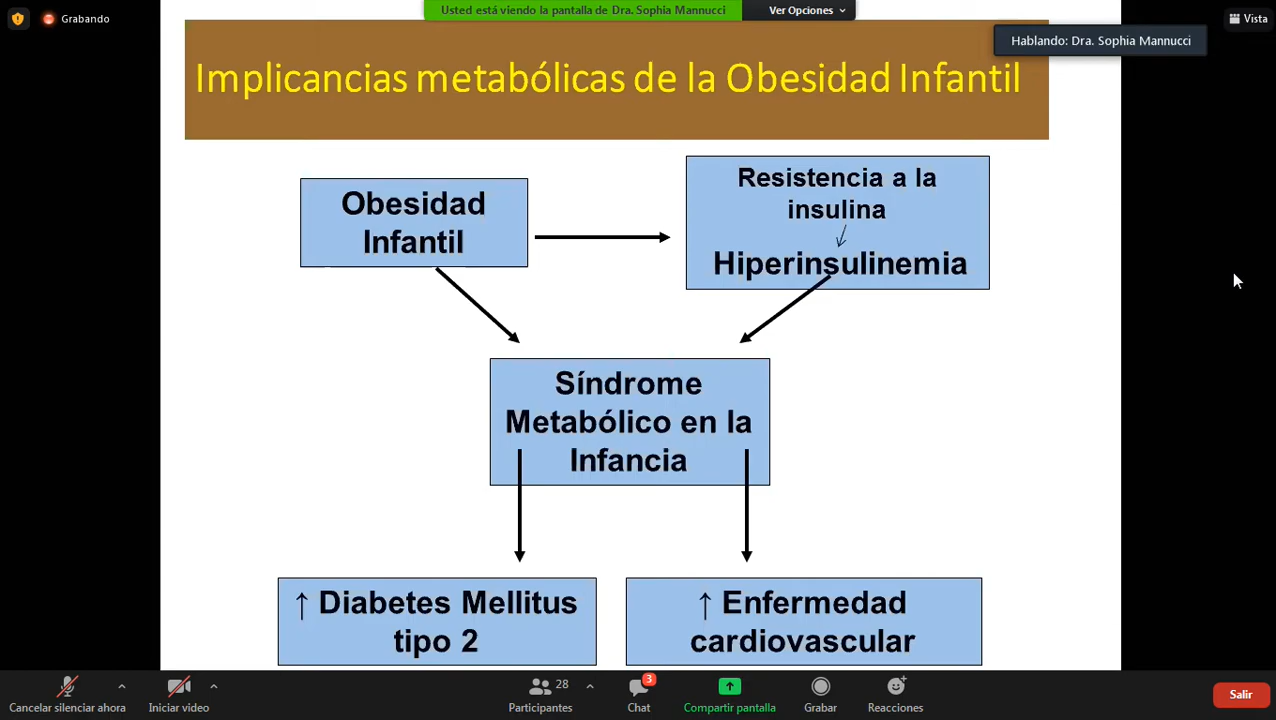 Grabando
Usted está viendo la pantalla de Dra. Sophia Mannucci
Ver Opciones
Vista
Hablando: Dra. Sophia Mannucci
Implicancias metabólicas de la Obesidad Infantil
Obesidad
Infantil
Resistencia a la
insulina
Hiperinsulinemia
Síndrome
Metabólico en la
Infancia
↑ Diabetes Mellitus
tipo 2
↑ Enfermedad
cardiovascular
Cancelar silenciar ahora
Iniciar video
28
Participantes
3
Chat
Compartir pantalla
Grabar
Reacciones
Salir